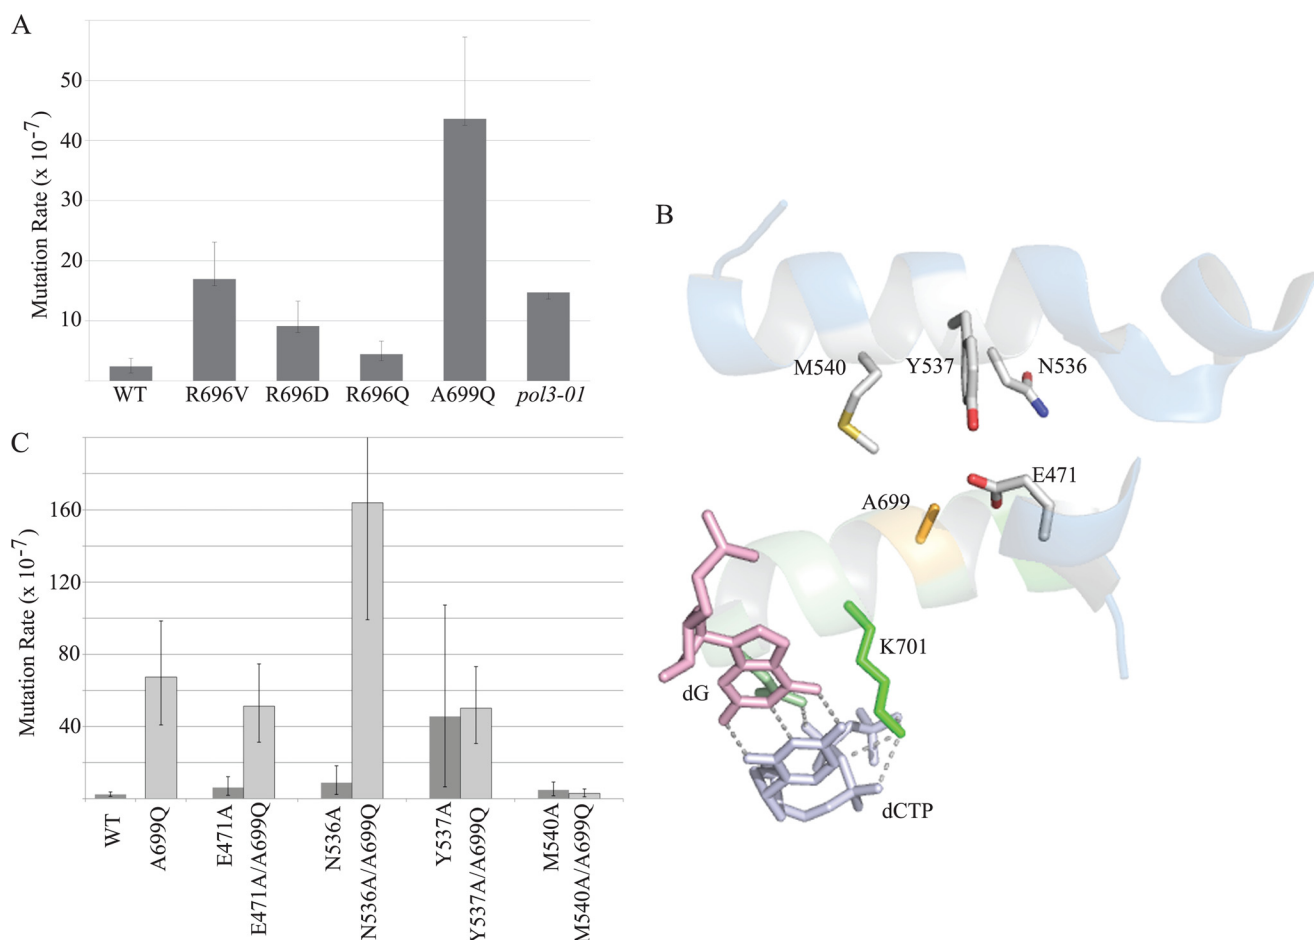 A
Mutation Rate (x 10-7)
50
40
30
20
10
WT R696V R696D R696Q A699Q pol3-01
B
M540 Y537 N536
E471
A699
K701
dG
dCTP
C
Mutation Rate (x 10-7)
160
120
80
40
WT
A699Q
E471A
E471A/A699Q
N536A
N536A/A699Q
Y537A
Y537A/A699Q
M540A
M540A/A699Q